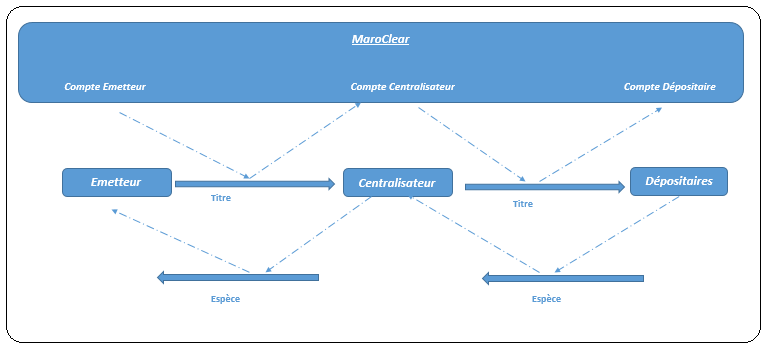 MaroClear
Compte Emetteur
Compte Centralisateur
Compte Dépositaire
Emetteur
Centralisateur
Dépositaires
Titre
Titre
Espèce
Espèce